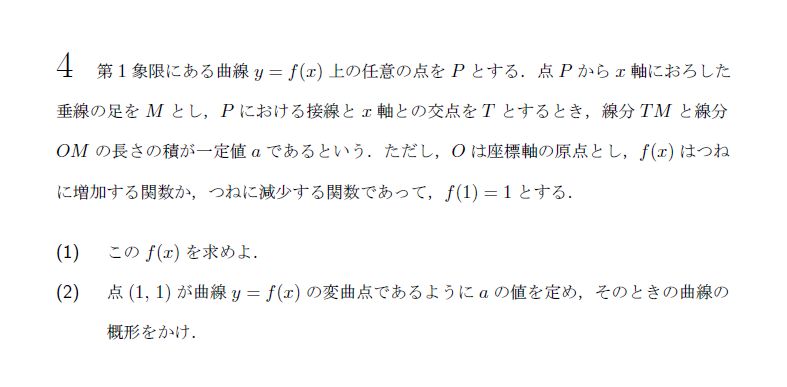 4 第1象限にある曲線 y = f(x) 上の任意の点を P とする．点 P から x 軸におろした
垂線の足を M とし，P における接線と x 軸との交点を T とするとき，線分 TM と線分
OM の長さの積が一定値 a であるという．ただし，O は座標軸の原点とし，f(x) はつね
に増加する関数か，つねに減少する関数であって，f(1) = 1 とする．
(1) この f(x) を求めよ．
(2) 点 (1, 1) が曲線 y = f(x) の変曲点であるように a の値を定め，そのときの曲線の
概形をかけ．